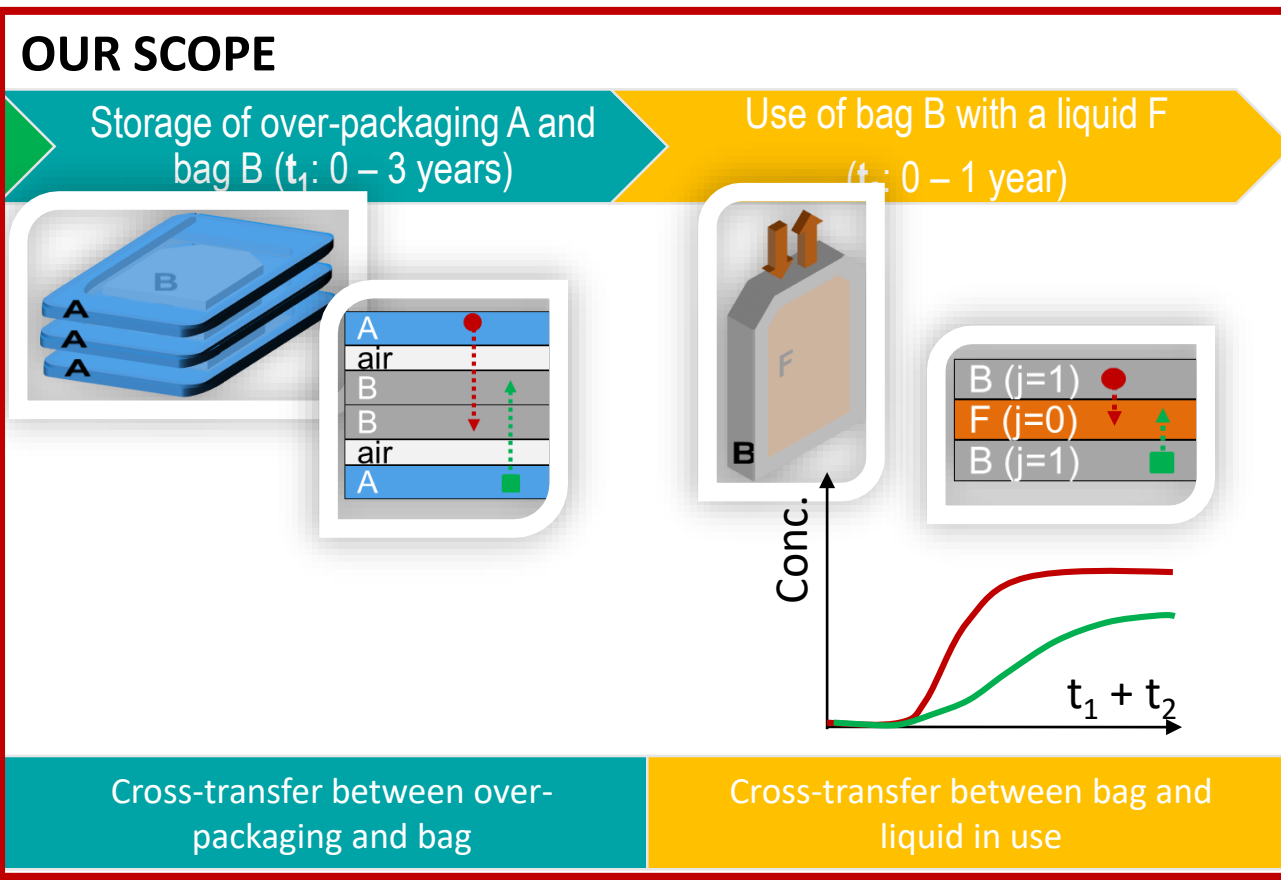 OUR SCOPE
Storage of over-packaging A and
bag B (t₁: 0 – 3 years)
Use of bag B with a liquid F
: 0 – 1 year)
B
A
A
A
A
air
B
B
air
A
F
B
B (j=1)
F (j=0)
B (j=1)
Conc.
t₁ + t₂
Cross-transfer between over-
packaging and bag
Cross-transfer between bag and
liquid in use